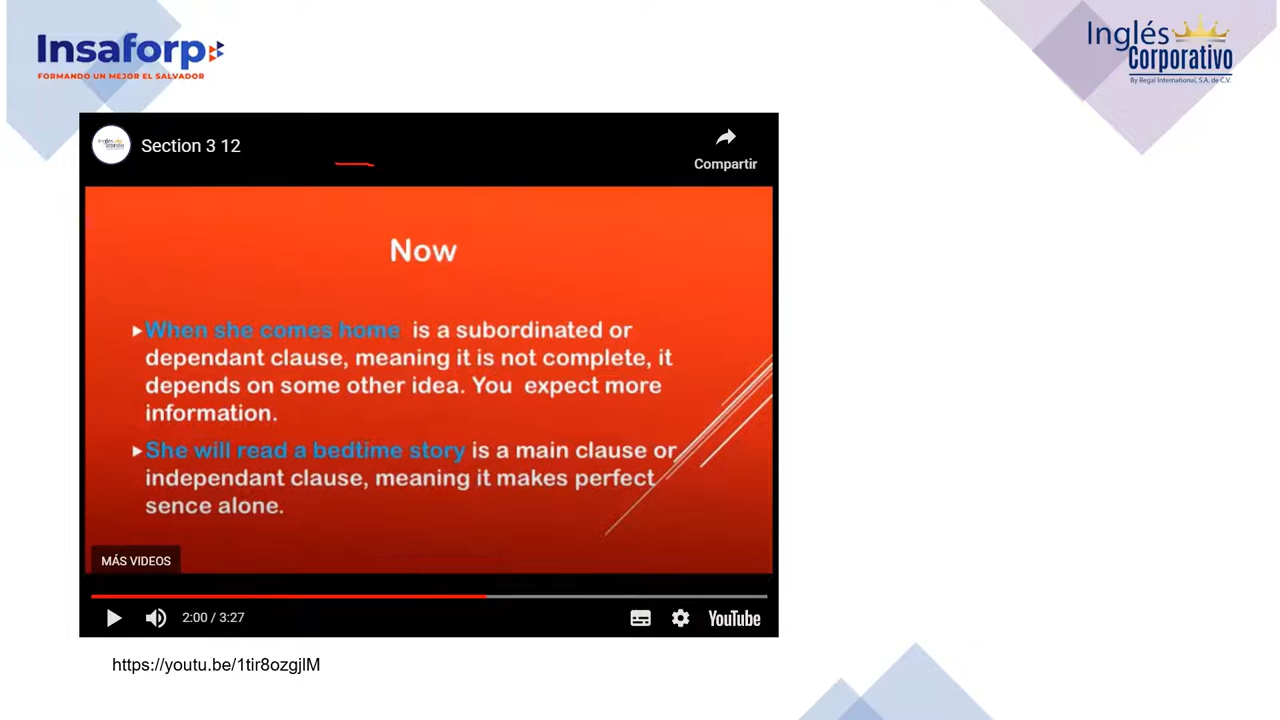 Insaforp
FORMANDO UN MEJOR EL SALVADOR
Inglés
Corporativo
By Regal International, S.A. de C.V.
Section 3 12
Compartir
Now
When she comes home is a subordinated or
dependant clause, meaning it is not complete, it
depends on some other idea. You expect more
information.
She will read a bedtime story is a main clause or
independant clause, meaning it makes perfect
sence alone.
MÁS VIDEOS
2:00 / 3:27
YouTube
https://youtu.be/1tir8ozgjlM